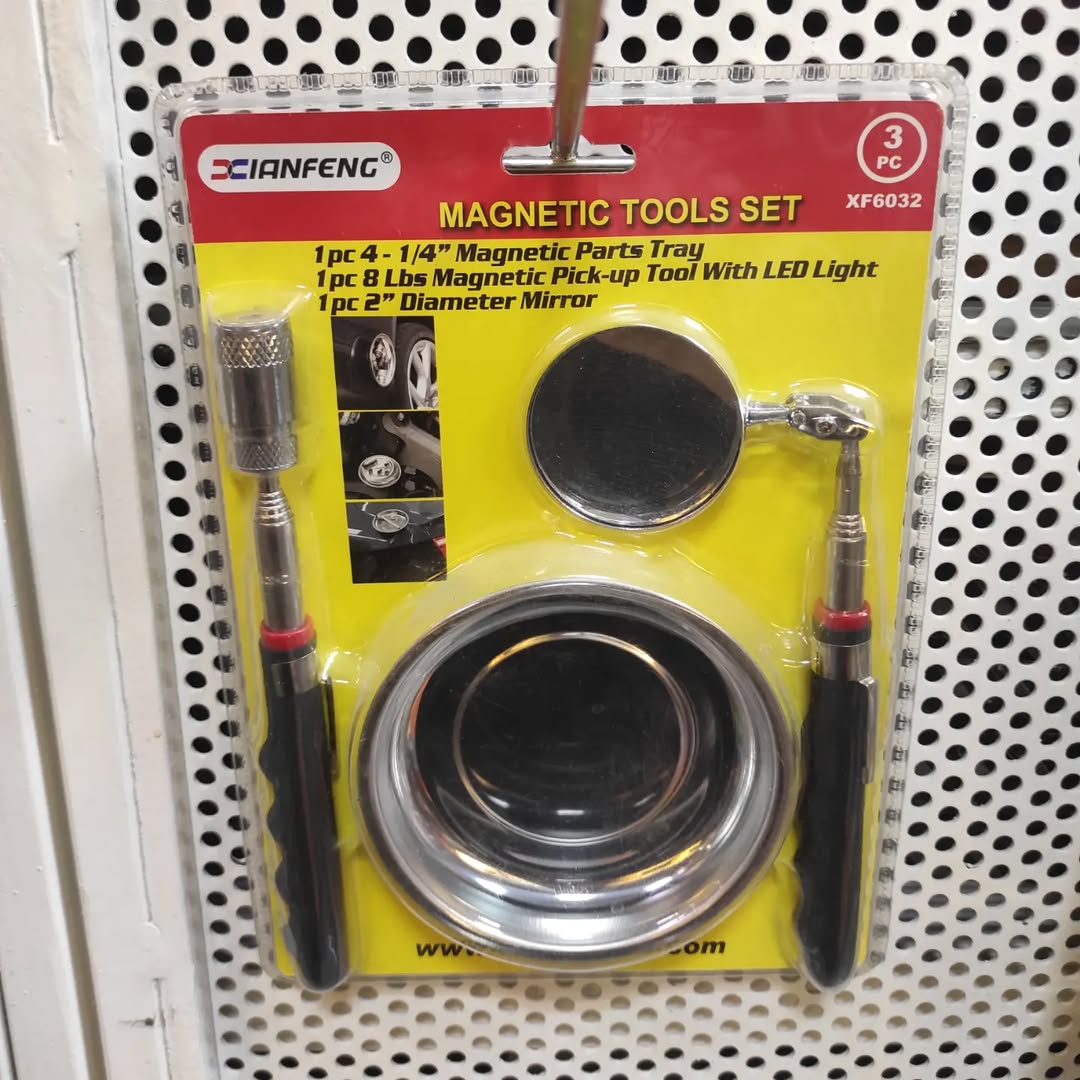 XIANFENG®
3
PC
XF6032
MAGNETIC TOOLS SET
1pc 4 - 1/4” Magnetic Parts Tray
1pc 8 Lbs Magnetic Pick-up Tool With LED Light
1pc 2” Diameter Mirror